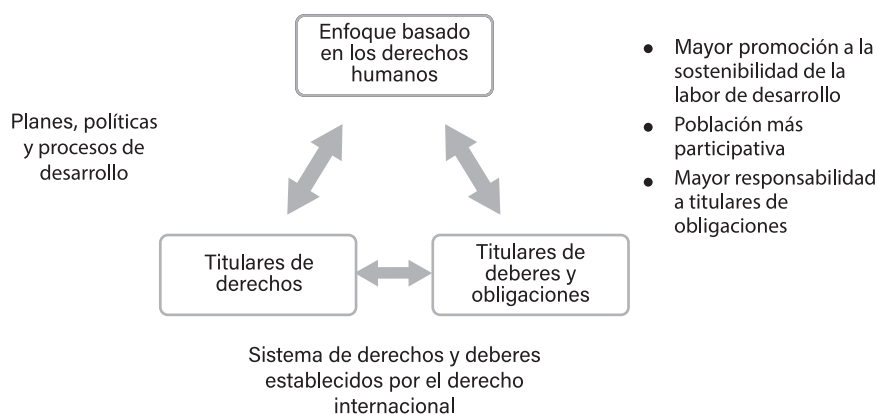 Enfoque basado
en los derechos
humanos
Planes, políticas
y procesos de
desarrollo
• Mayor promoción a la
sostenibilidad de la
labor de desarrollo
• Población más
participativa
• Mayor responsabilidad
a titulares de
obligaciones
Titulares de
derechos
Titulares de
deberes y
obligaciones
Sistema de derechos y deberes
establecidos por el derecho
internacional